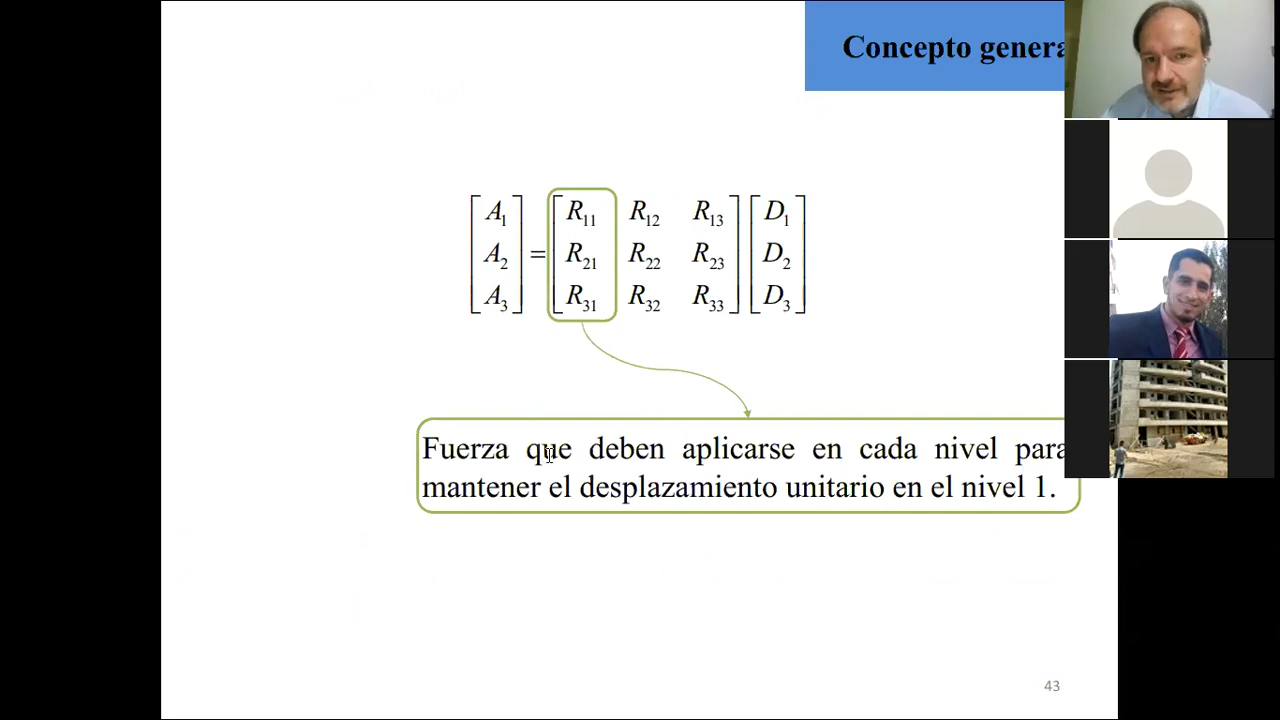 Concepto genera
A1 R11 R12 R13 D1
A2 = R21 R22 R23 D2
A3 R31 R32 R33 D3
Fuerza que deben aplicarse en cada nivel para
mantener el desplazamiento unitario en el nivel 1.
43